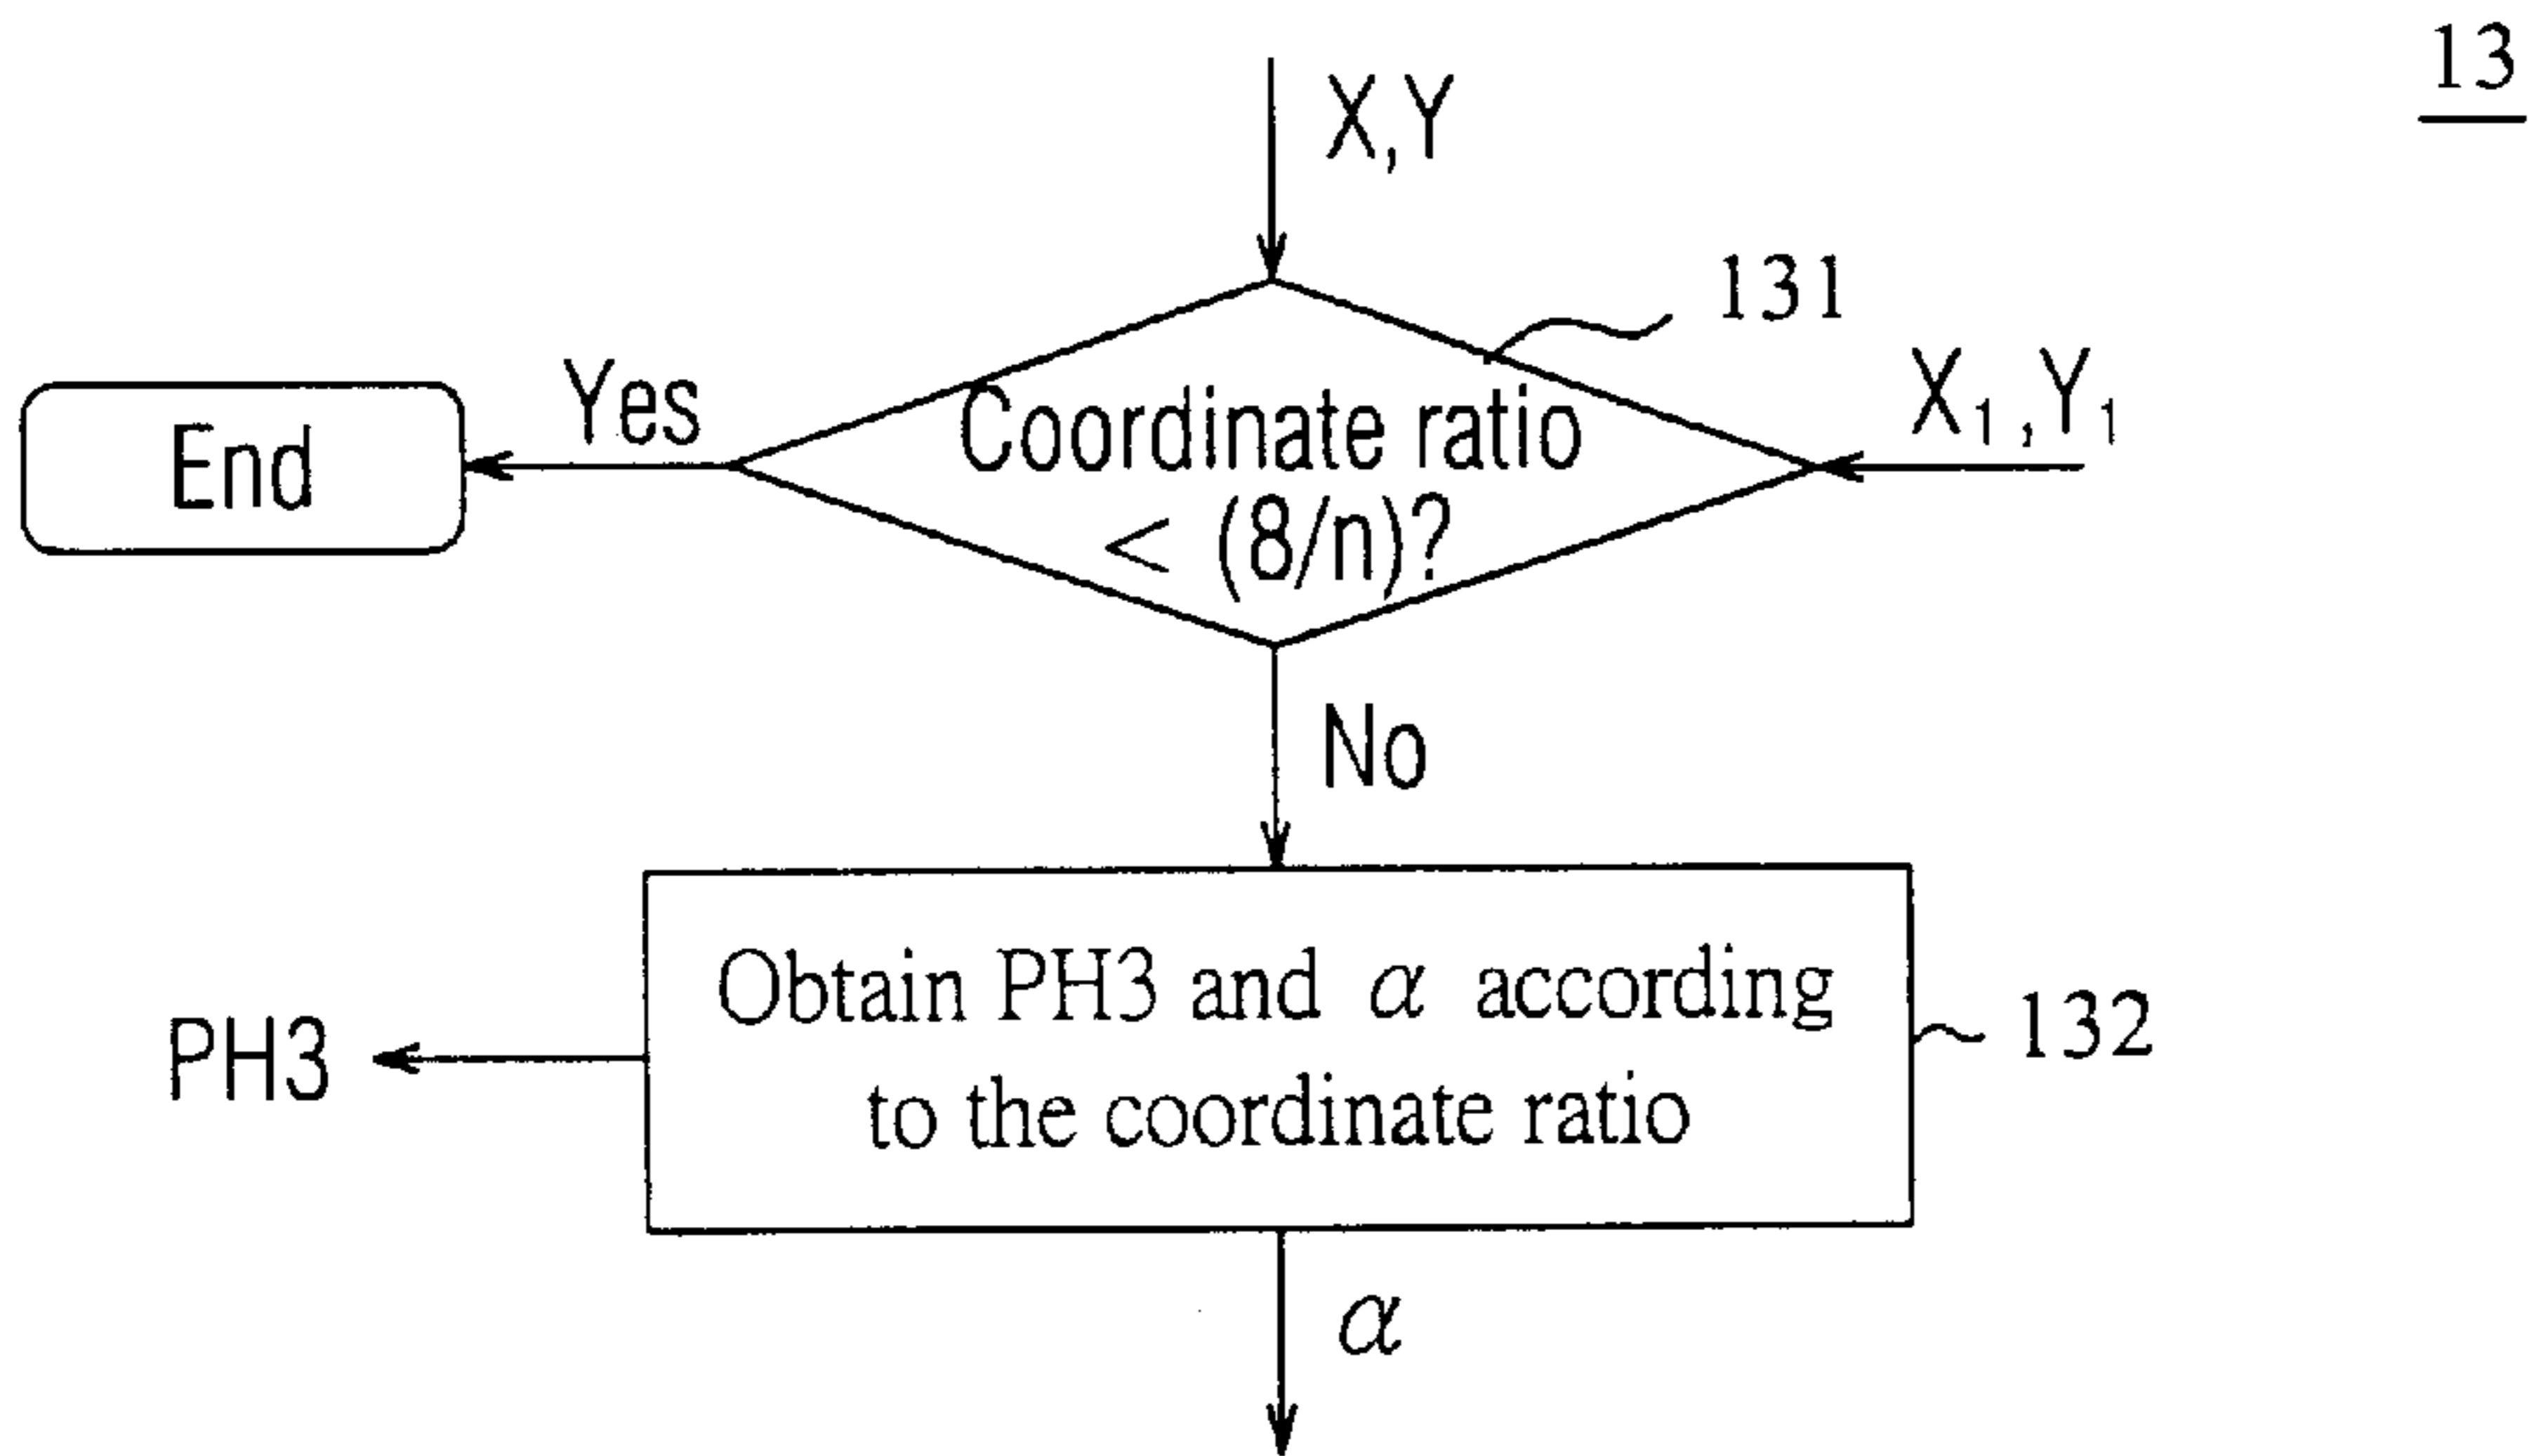 13
X,Y
131
X₁,Y₁
Yes
End
Coordinate ratio
< (8/n)?
No
Obtain PH3 and α according
to the coordinate ratio
132
PH3
α